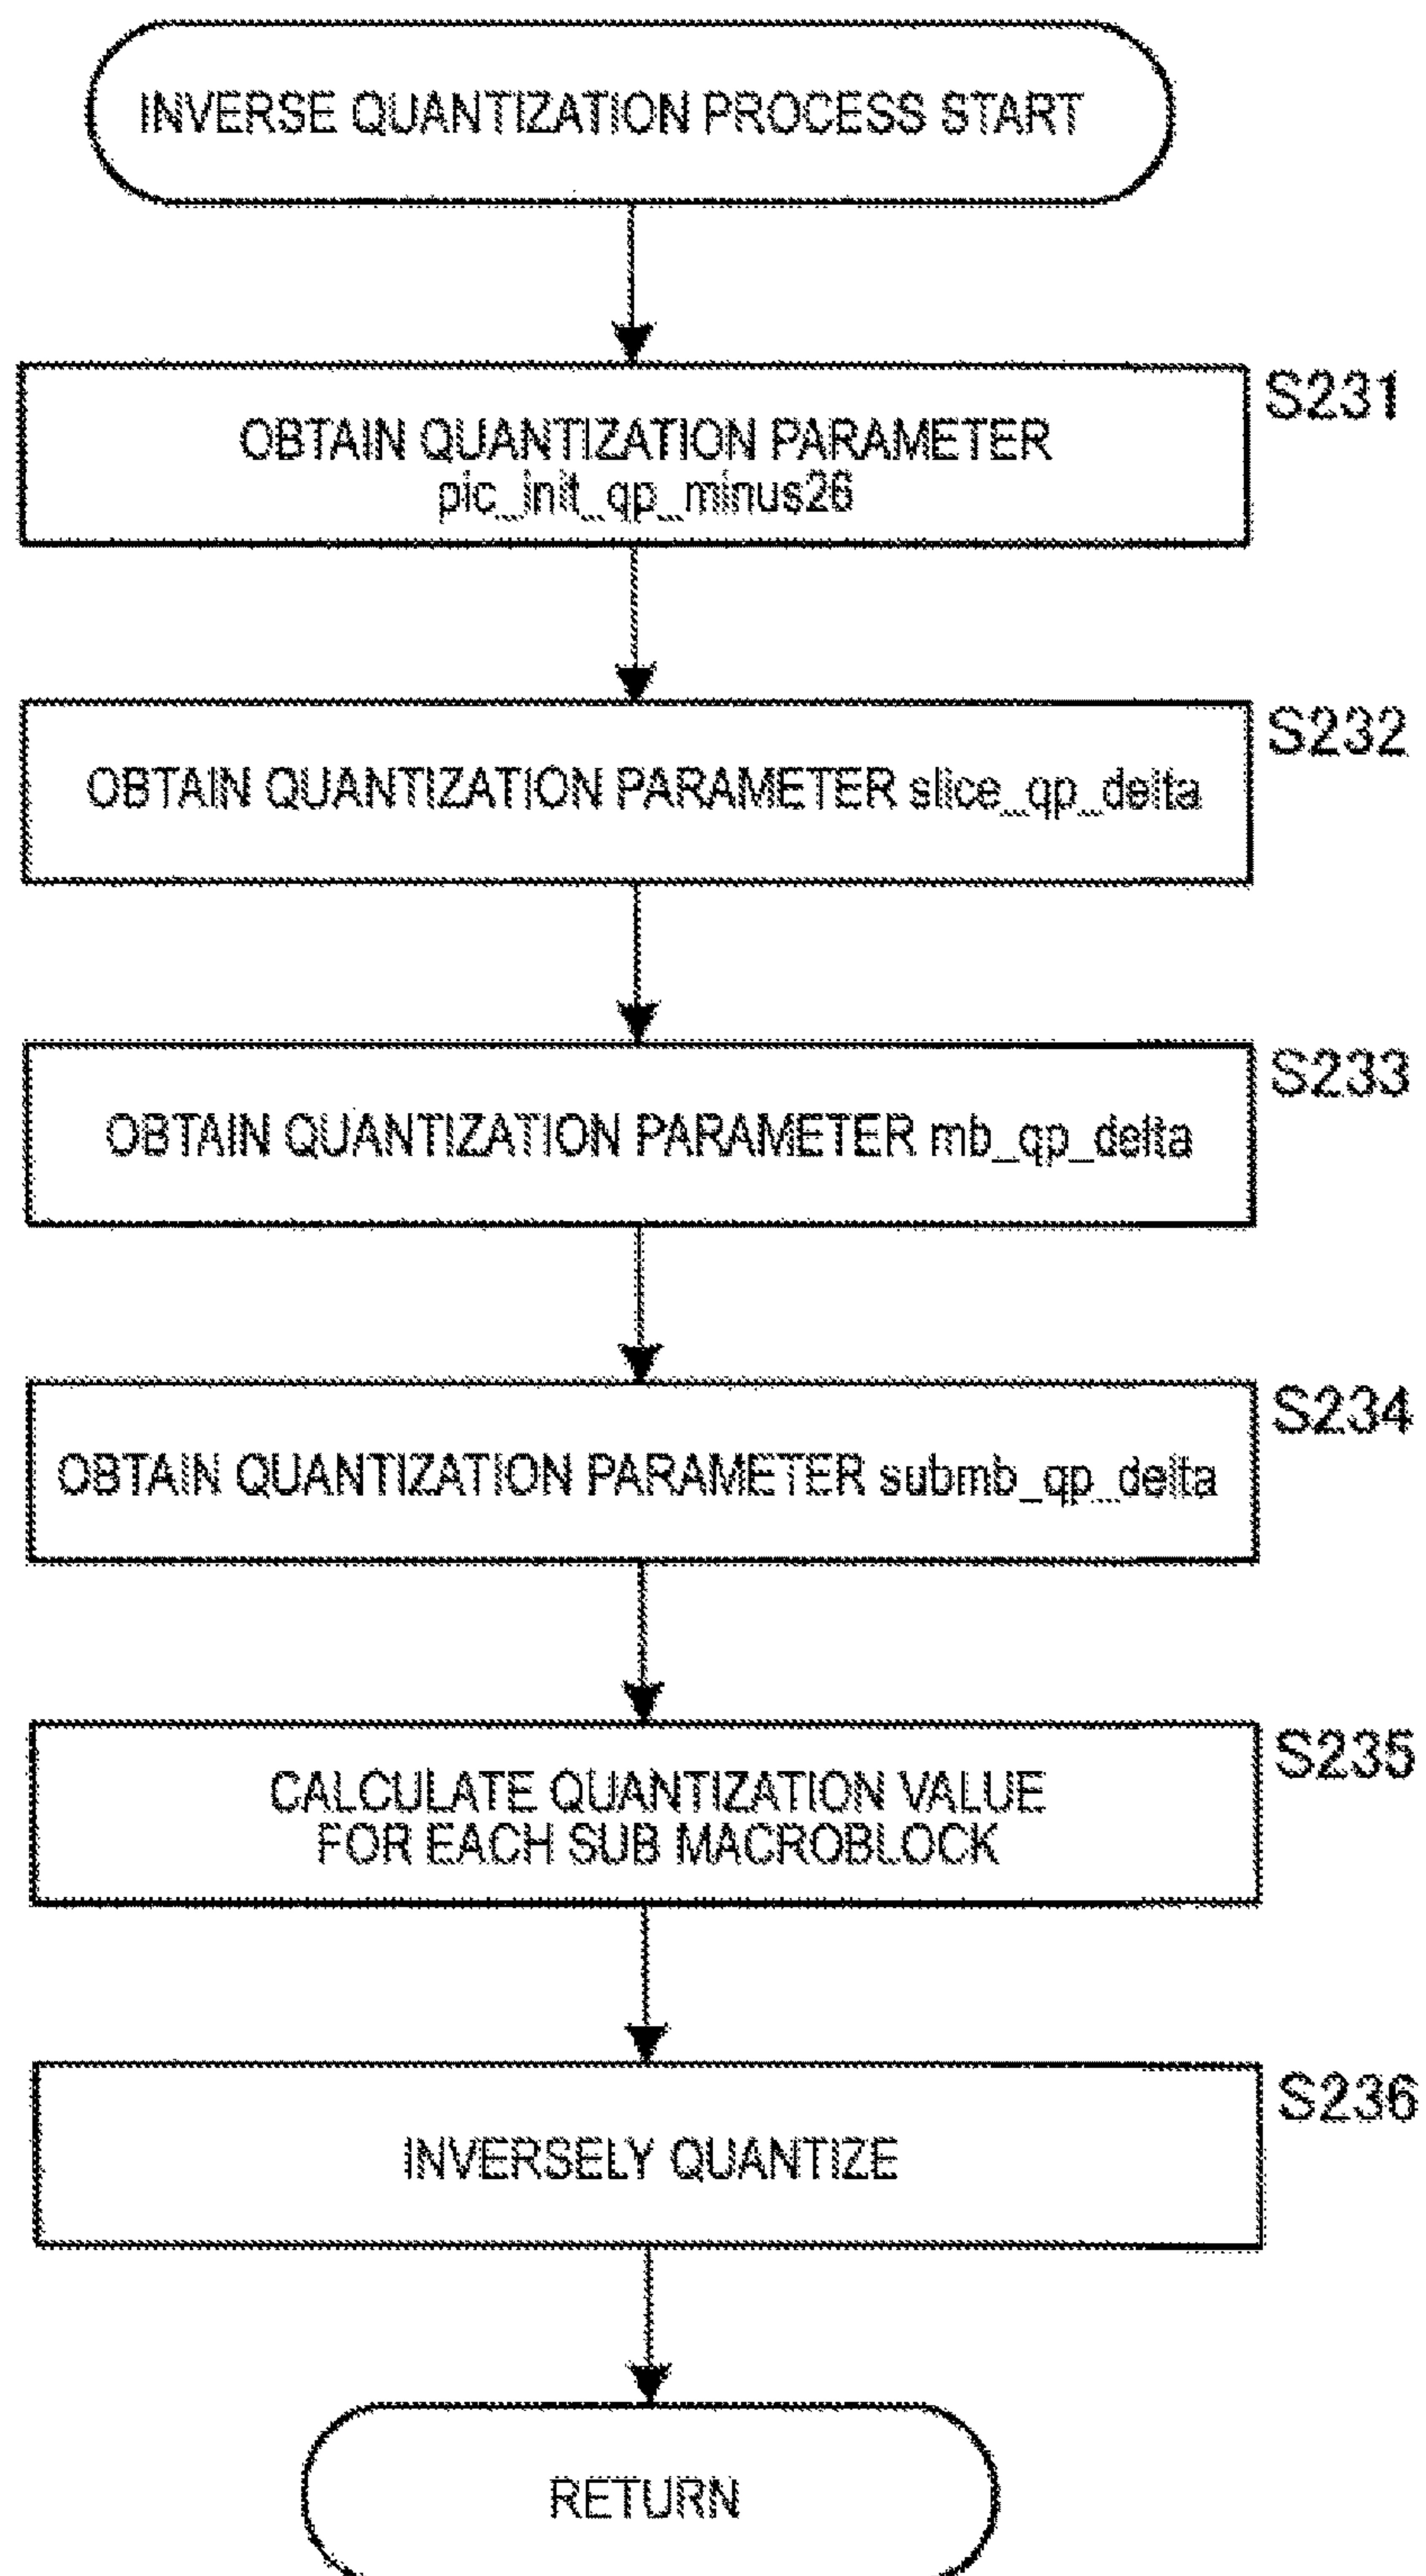 INVERSE QUANTIZATION PROCESS START
S231
OBTAIN QUANTIZATION PARAMETER
pic_init_qp_minus26
S232
OBTAIN QUANTIZATION PARAMETER slice_qp_delta
S233
OBTAIN QUANTIZATION PARAMETER mb_qp_delta
S234
OBTAIN QUANTIZATION PARAMETER submb_qp_delta
S235
CALCULATE QUANTIZATION VALUE
FOR EACH SUB MACROBLOCK
S236
INVERSELY QUANTIZE
RETURN